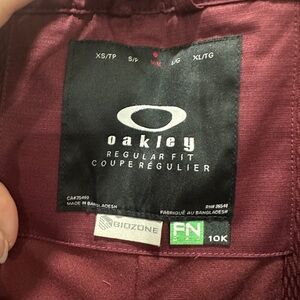 XS/TP S/P M/M L/G XL/TG
oakley
REGULAR FIT
COUPE RÉGULIER
MADE IN BANGLADESH
FABRIQUÉ AU BANGLADESH
BIOZONE
FN
10K